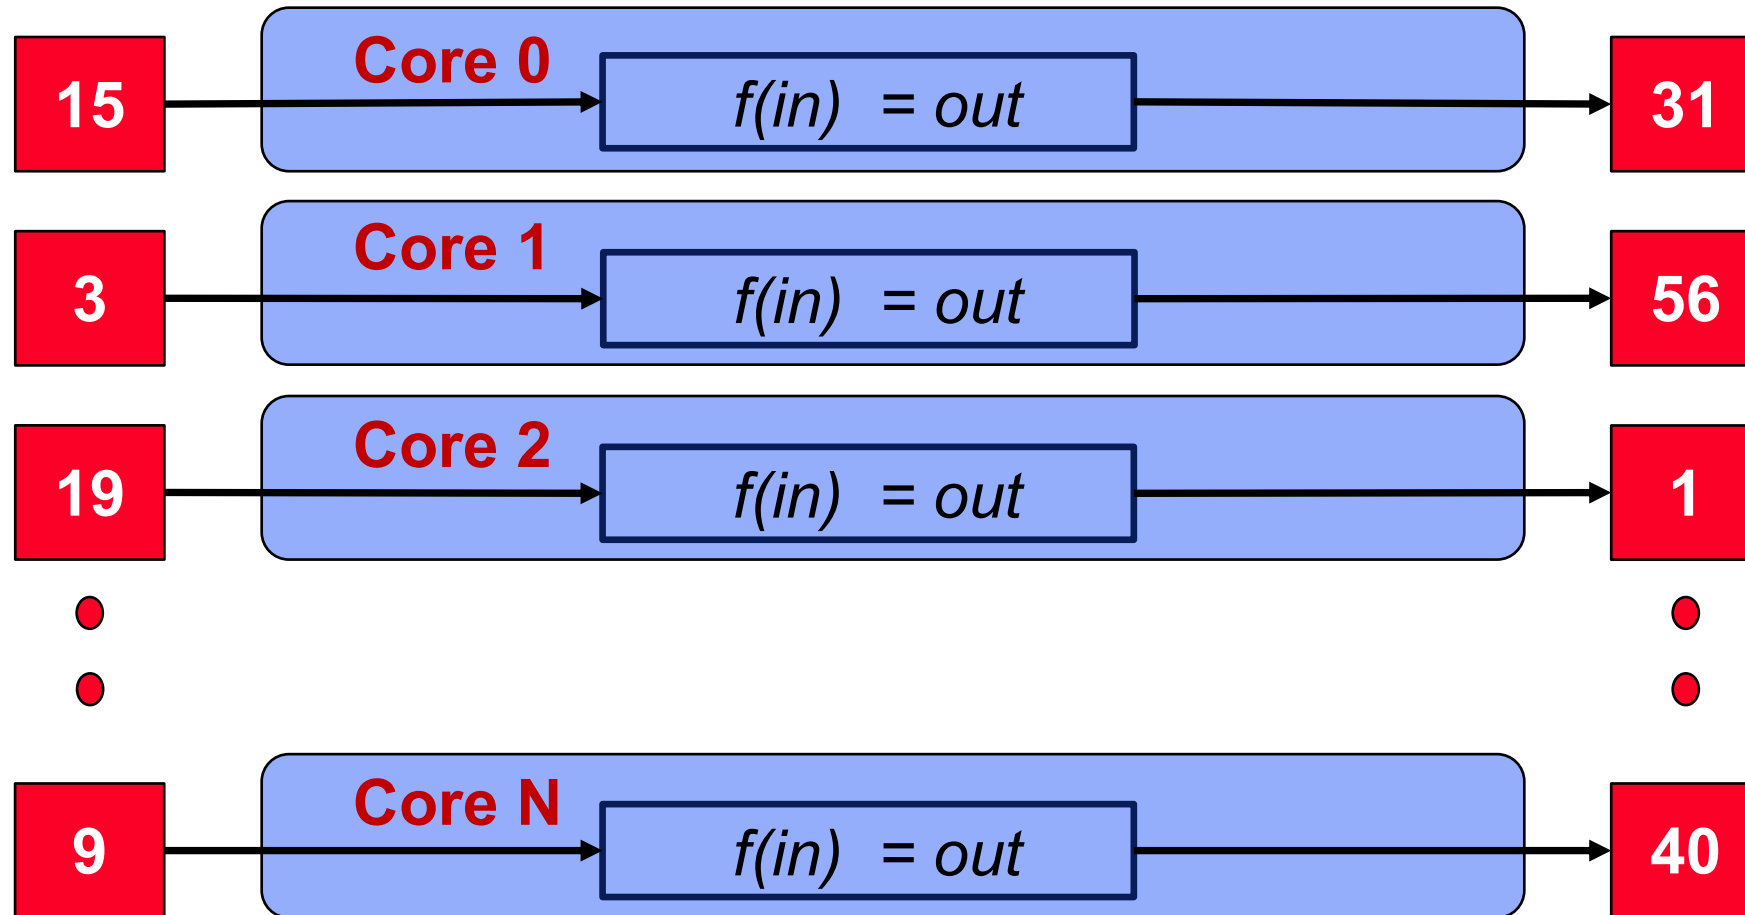 Core 0
15 f(in) = out 31
Core 1
3 f(in) = out 56
Core 2
19 f(in) = out 1
Core N
9 f(in) = out 40